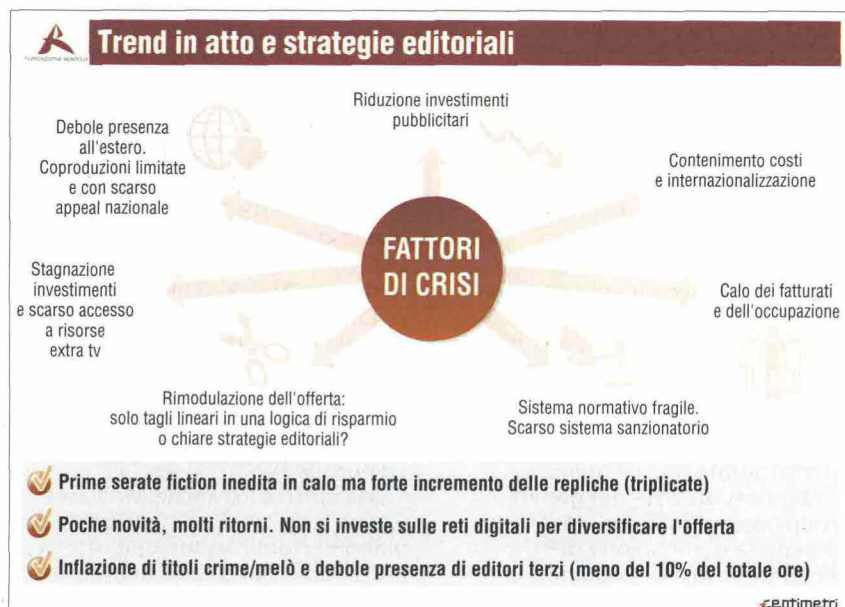 Trend in atto e strategie editoriali
Riduzione investimenti
pubblicitari
Debole presenza
all'estero.
Coproduzioni limitate
e con scarso
appeal nazionale
Contenimento costi
e internazionalizzazione
FATTORI
DI CRISI
Stagnazione
investimenti
e scarso accesso
a risorse
extra tv
Calo dei fatturati
e dell'occupazione
Rimodulazione dell'offerta:
solo tagli lineari in una logica di risparmio
o chiare strategie editoriali?
Sistema normativo fragile.
Scarso sistema sanzionatorio
Prime serate fiction inedita in calo ma forte incremento delle repliche (triplicate)
Poche novità, molti ritorni. Non si investe sulle reti digitali per diversificare l'offerta
Inflazione di titoli crime/melò e debole presenza di editori terzi (meno del 10% del totale ore)
centimetri